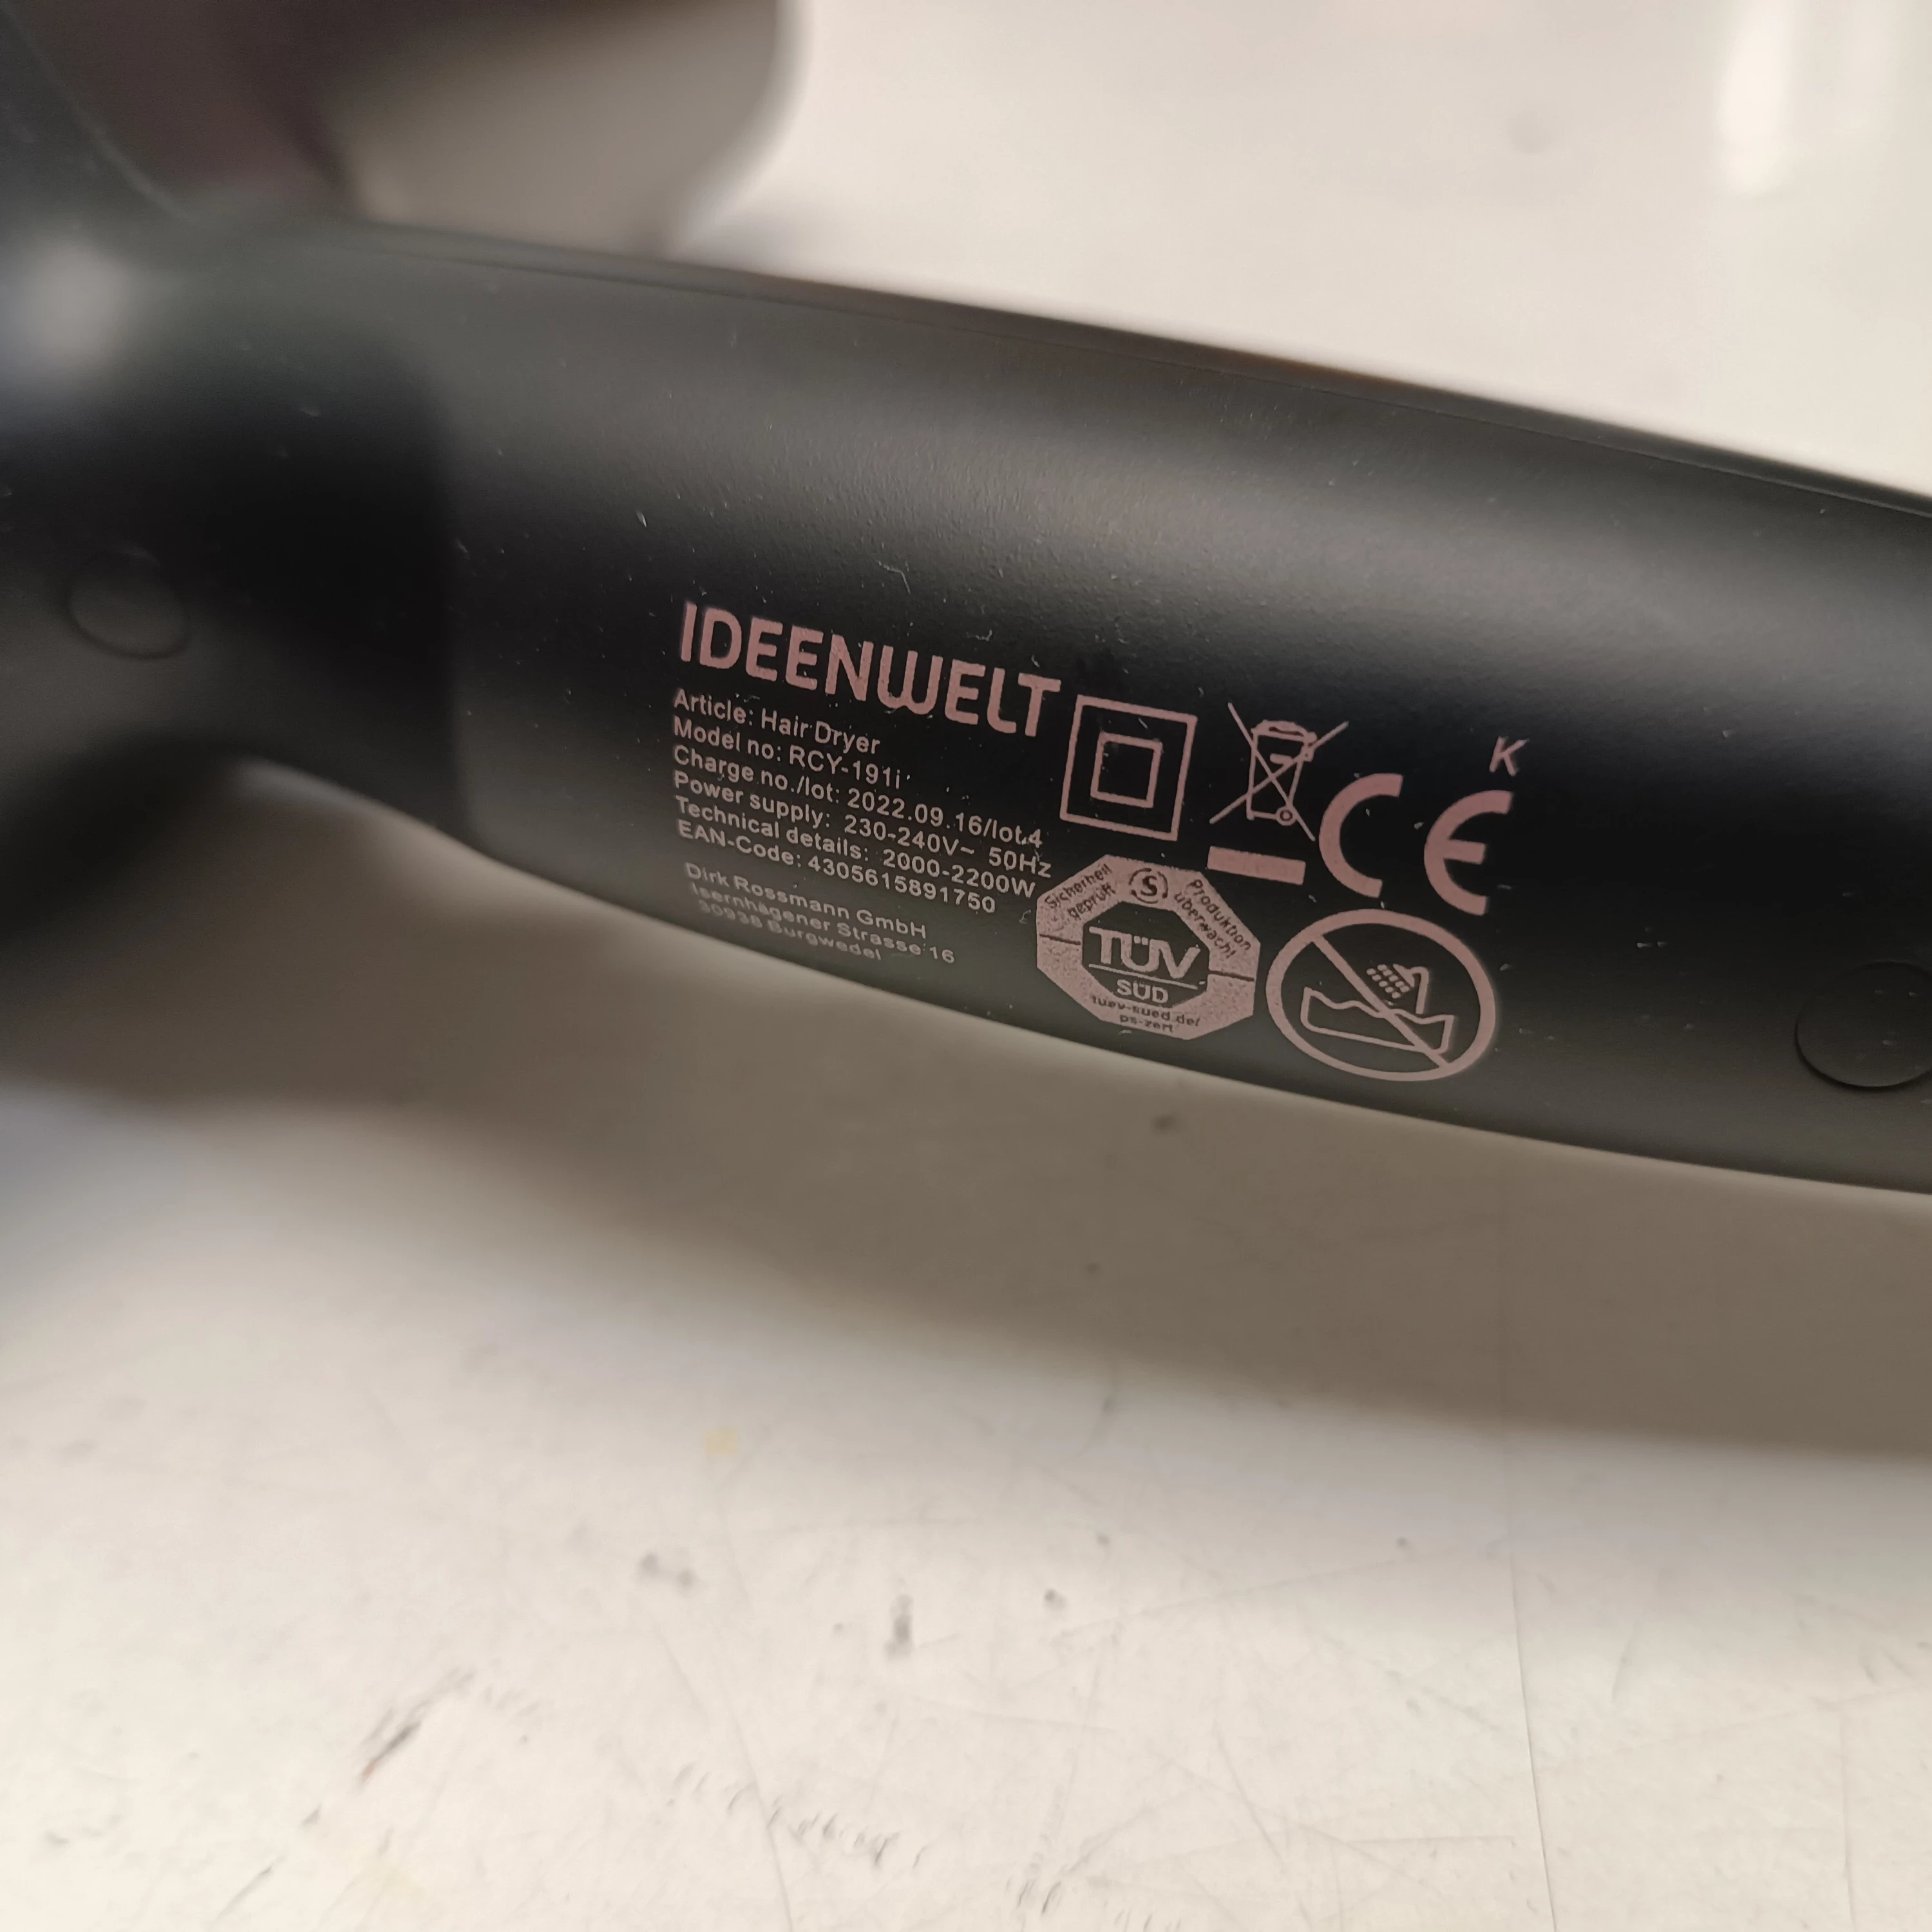 IDEENWELT
Article: Hair Dryer
Model no: RCY-191i
Charge no./lot: 2022.09.16/lot.4
Power supply: 230-240V~ 50Hz
Technical details: 2000-2200W
EAN-Code: 4305615891750
Dirk Rossmann GmbH
Isernhägener Strasse 16
30938 Burgwedel
K
CE
Sicherheit
geprüft
S
Produktion
überwacht
TÜV
SÜD
tuev-sued.de/
ps-zert